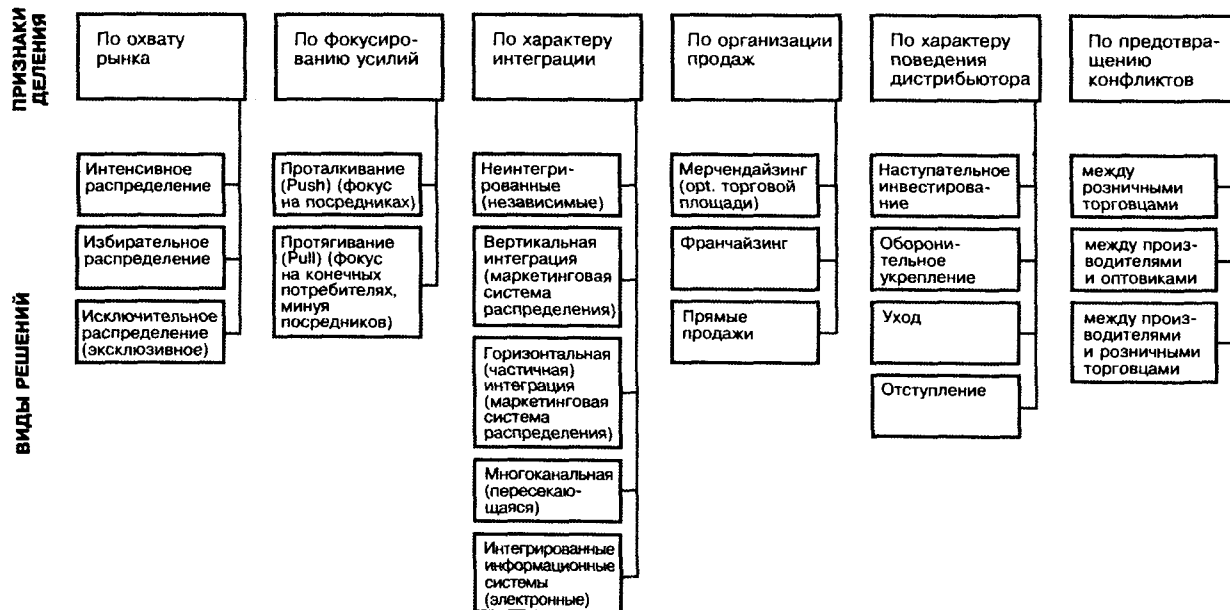 ПРИЗНАКИ
ДЕЛЕНИЯ
По охвату
рынка
По фокусиро-
ванию усилий
По характеру
интеграции
По организации
продаж
По характеру
поведения
дистрибьютора
По предотвра-
щению
конфликтов
ВИДЫ РЕШЕНИЙ
Интенсивное
распределение
Избирательное
распределение
Исключительное
распределение
(эксклюзивное)
Проталкивание
(Push) (фокус
на посредниках)
Протягивание
(Pull) (фокус
на конечных
потребителях,
минуя
посредников)
Неинтегри-
рованные
(независимые)
Вертикальная
интеграция
(маркетинговая
система
распределения)
Горизонтальная
(частичная)
интеграция
(маркетинговая
система
распределения)
Многоканальная
(пересекаю-
щаяся)
Интегрированные
информационные
системы
(электронные)
Мерчендайзинг
(opt. торговой
площади)
Франчайзинг
Прямые
продажи
Наступательное
инвестирова-
ние
Оборони-
тельное
укрепление
Уход
Отступление
между
розничными
торговцами
между произ-
водителями
и оптовиками
между произ-
водителями
и розничными
торговцами